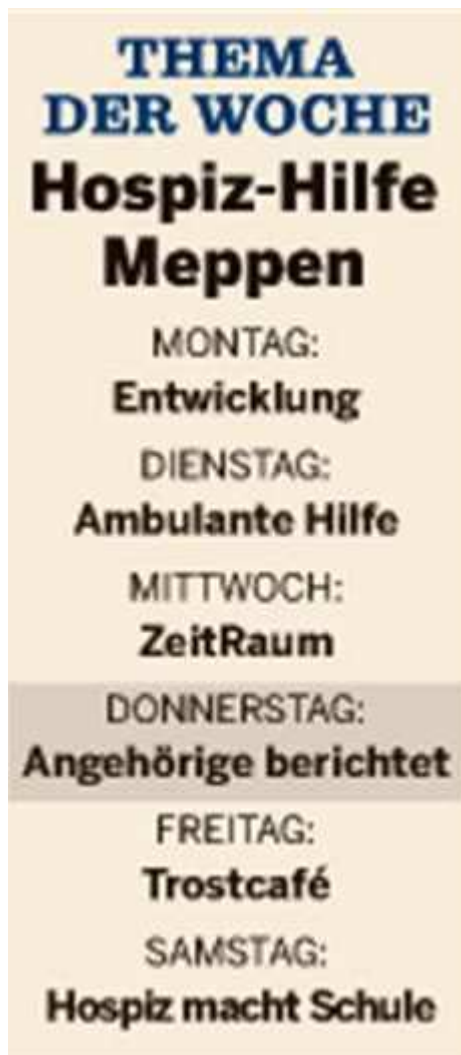 THEMA
DER WOCHE
Hospiz-Hilfe
Meppen
MONTAG:
Entwicklung
DIENSTAG:
Ambulante Hilfe
MITTWOCH:
ZeitRaum
DONNERSTAG:
Angehörige berichtet
FREITAG:
Trostcafé
SAMSTAG:
Hospiz macht Schule